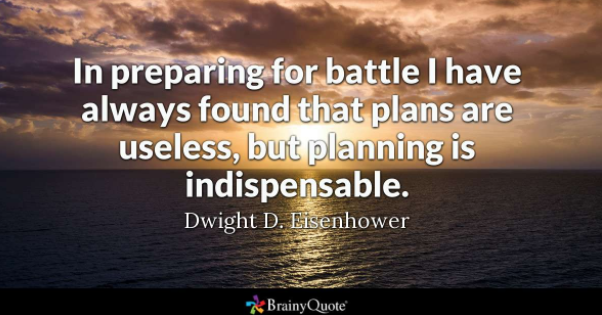 In preparing for battle I have
always found that plans are
useless, but planning is
indispensable.
Dwight D. Eisenhower
BrainyQuote®